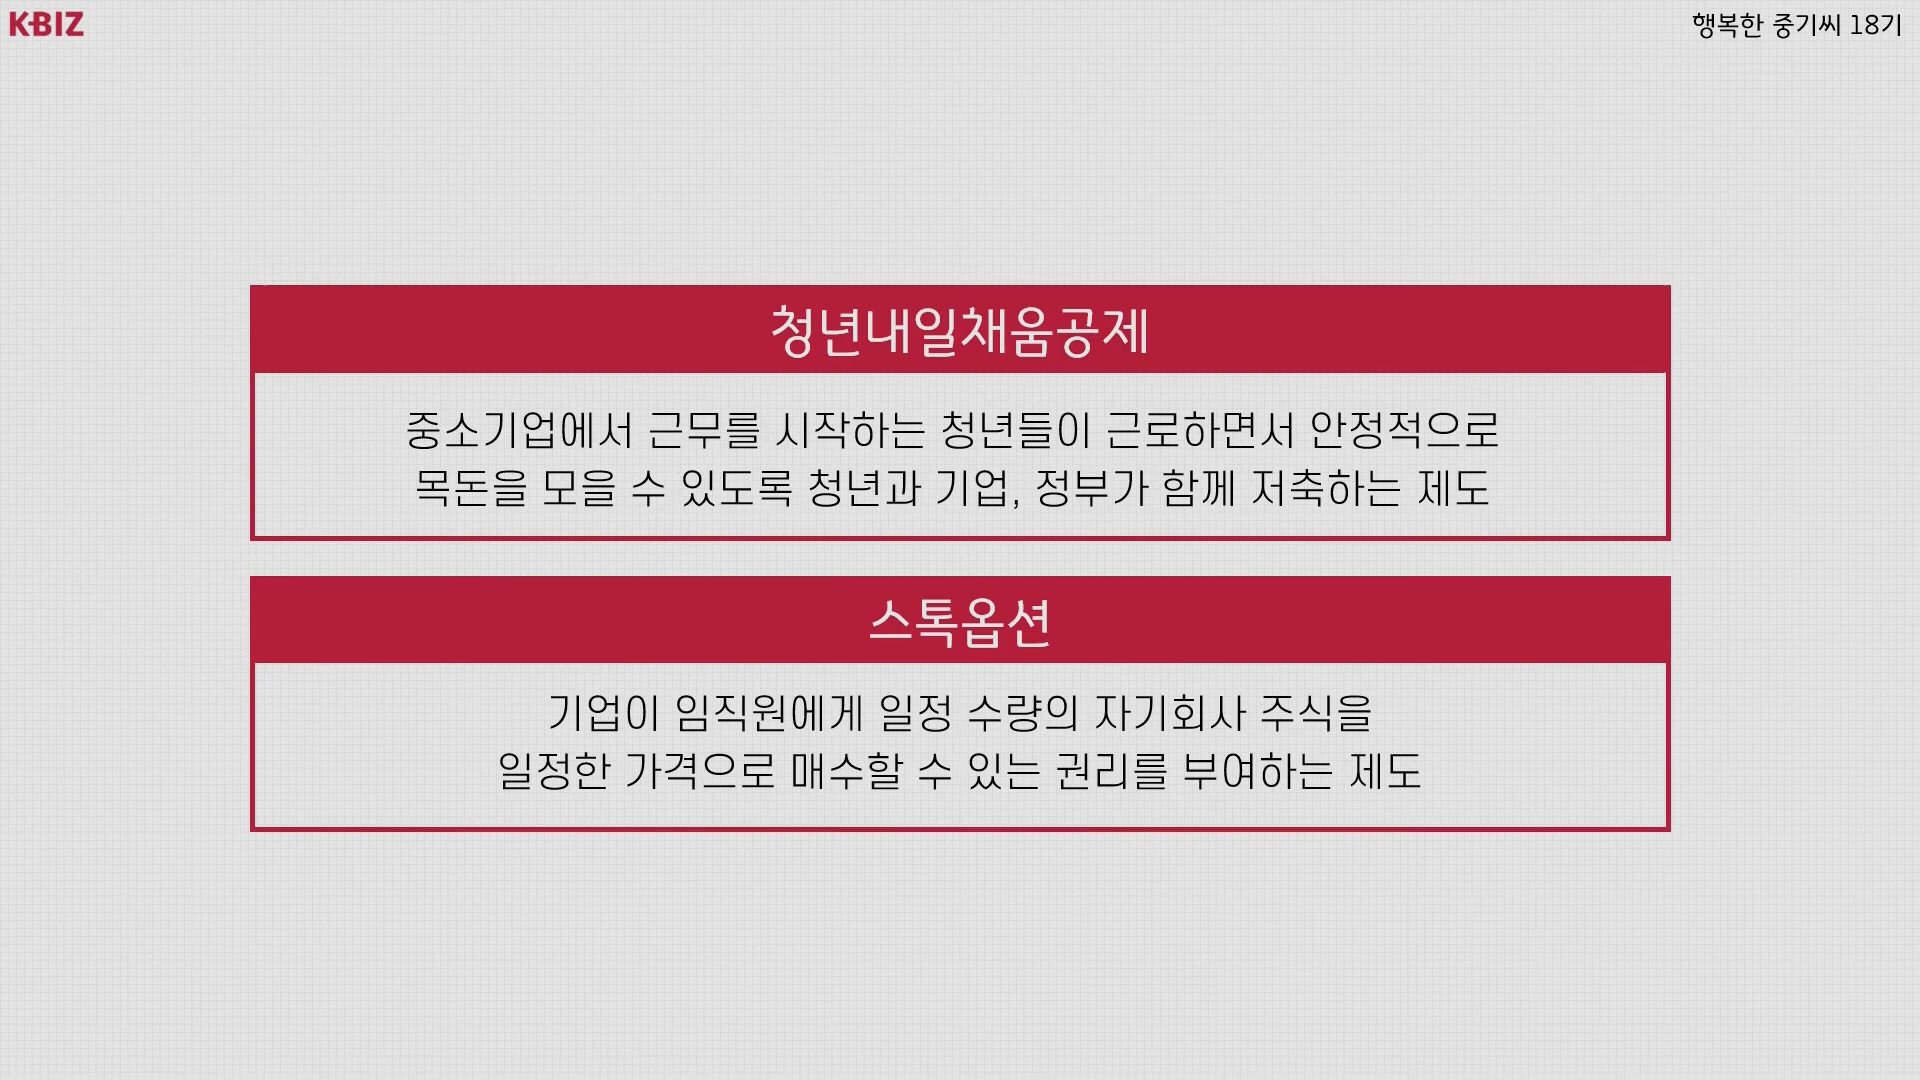 K-BIZ
행복한 중기씨 18기
청년내일채움공제
중소기업에서 근무를 시작하는 청년들이 근로하면서 안정적으로
목돈을 모을 수 있도록 청년과 기업, 정부가 함께 저축하는 제도
스톡옵션
기업이 임직원에게 일정 수량의 자기회사 주식을
일정한 가격으로 매수할 수 있는 권리를 부여하는 제도